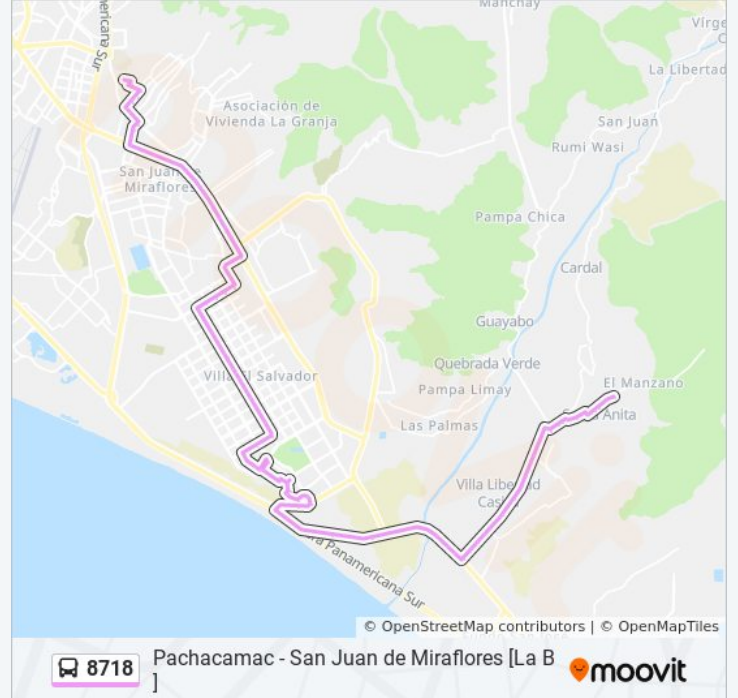 Manchay
mericana Sur
Virge
C
La Libertad
Asociación de
Vivienda La Granja
San Juan
Rumi Wasi
San Juan de
Miraflores
Pampa Chica
Cardal
Guayabo
Quebrada Verde
Villa El Salvador
Pampa Limay
El Manzano
Las Palmas
Santa Anita
Villa Libertad
Panamericana Sur
© OpenStreetMap contributors | © OpenMapTiles
8718
Pachacamac - San Juan de Miraflores [La B
]
moovit